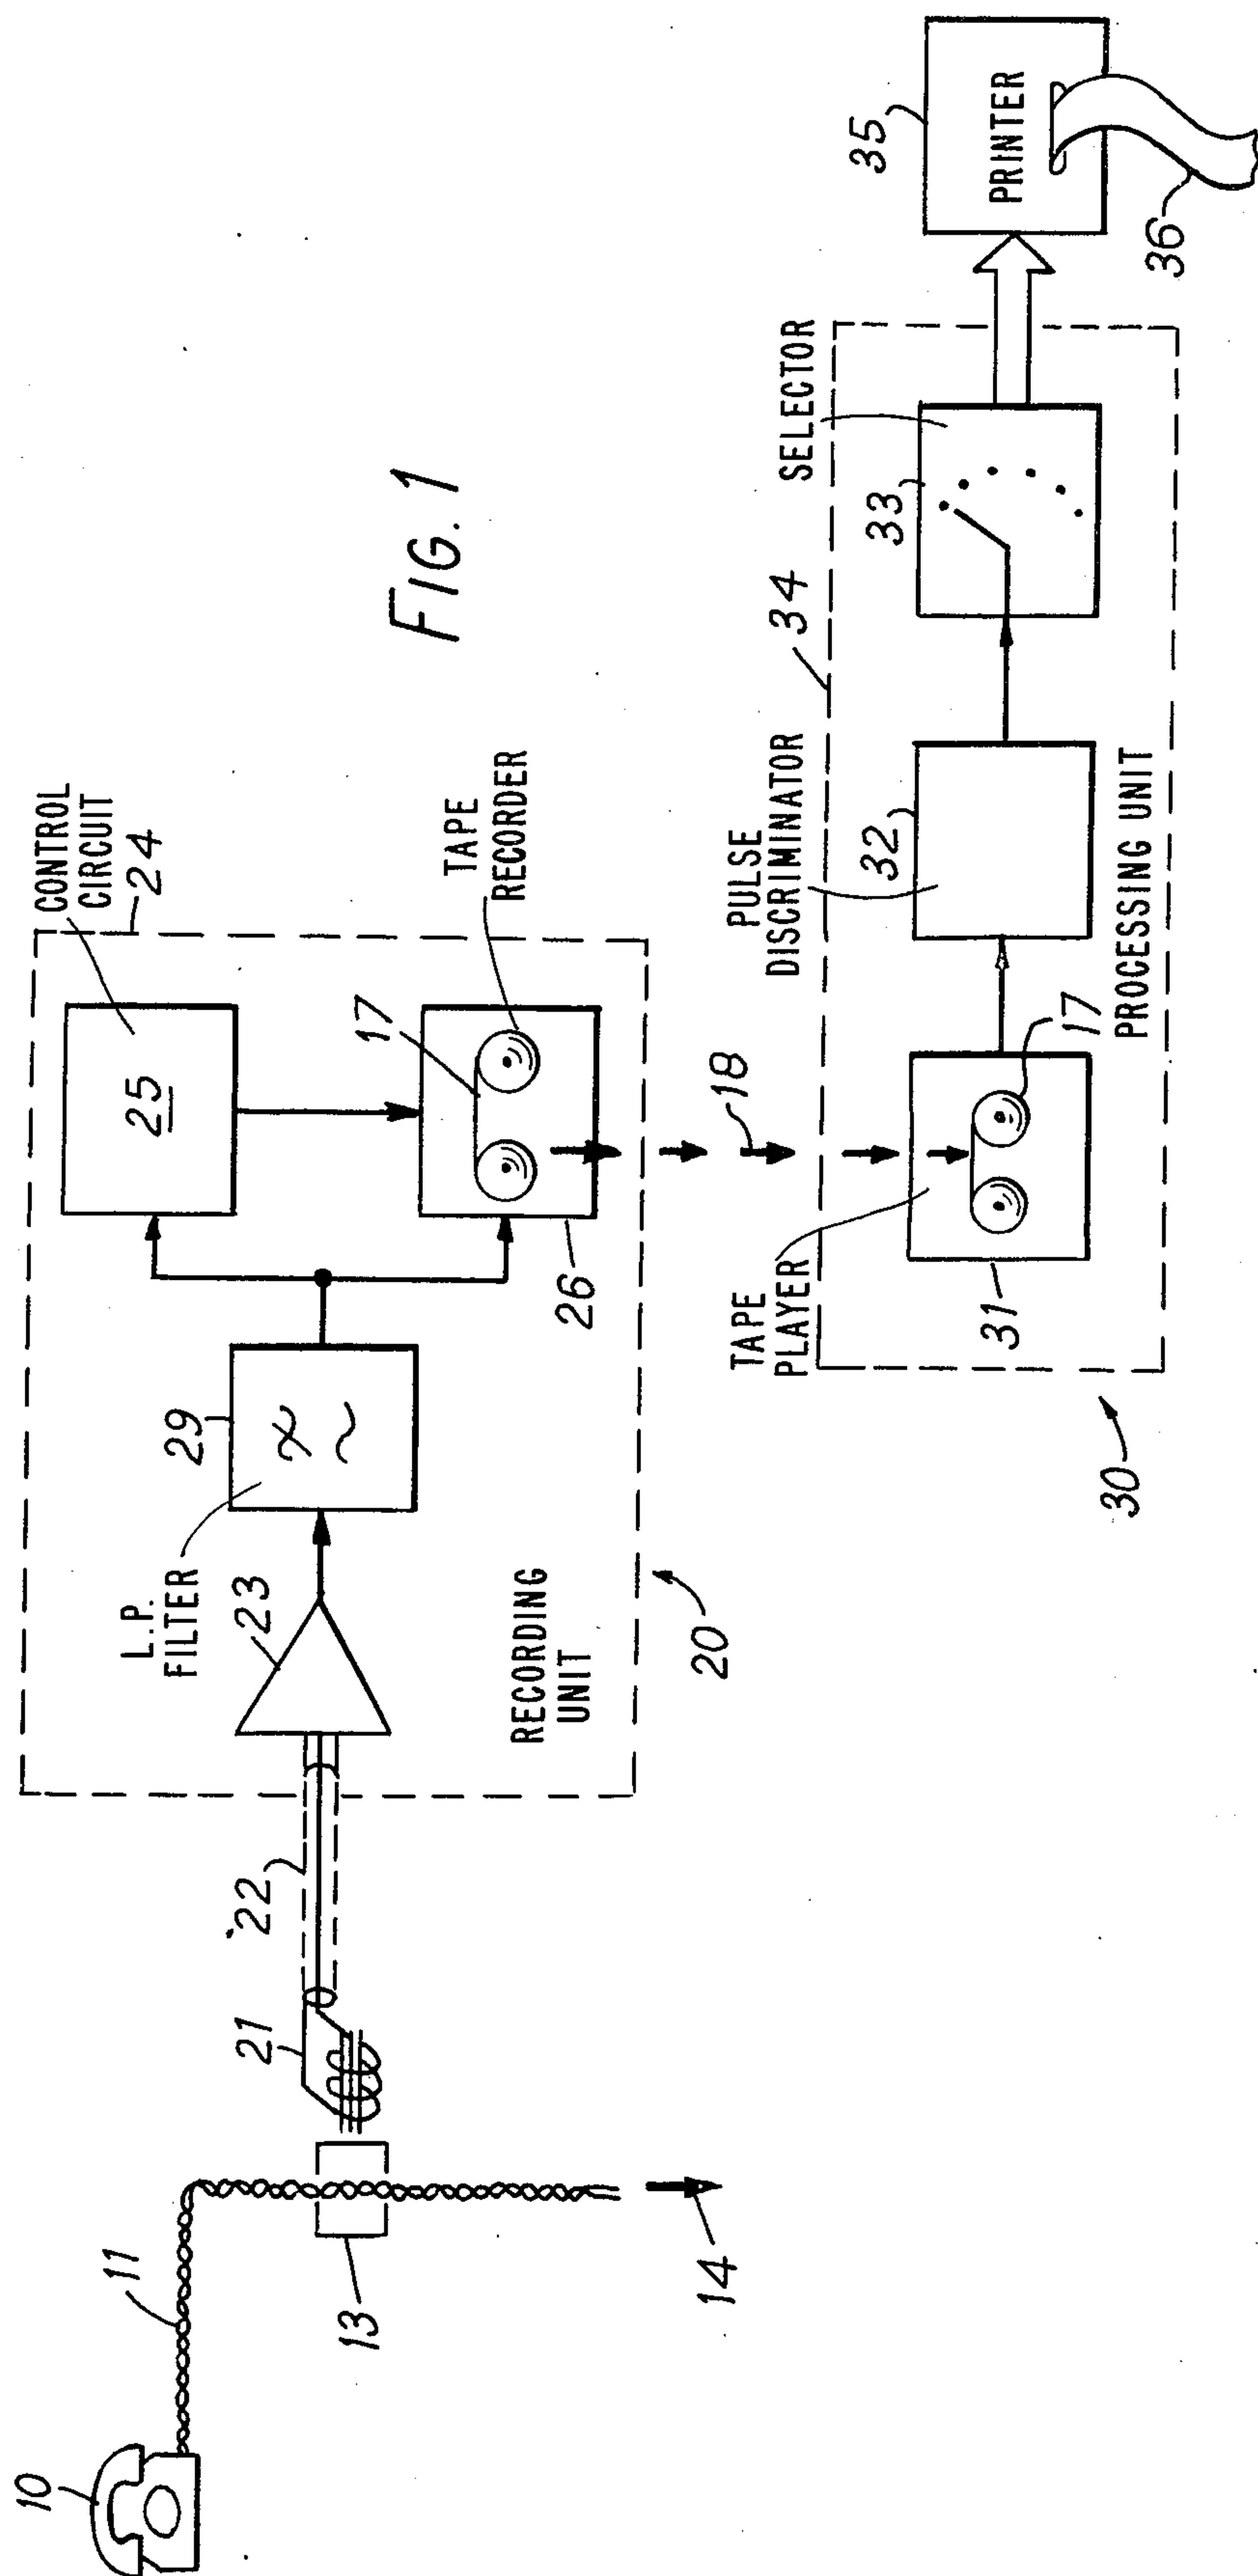 10
11
13
14
21
22
23
L.P.
FILTER
29
RECORDING
UNIT
20
CONTROL
CIRCUIT
24
25
17
TAPE
RECORDER
26
18
FIG. 1
TAPE
PLAYER
31
17
30
PULSE
DISCRIMINATOR
32
PROCESSING UNIT
34
SELECTOR
33
35
PRINTER
36